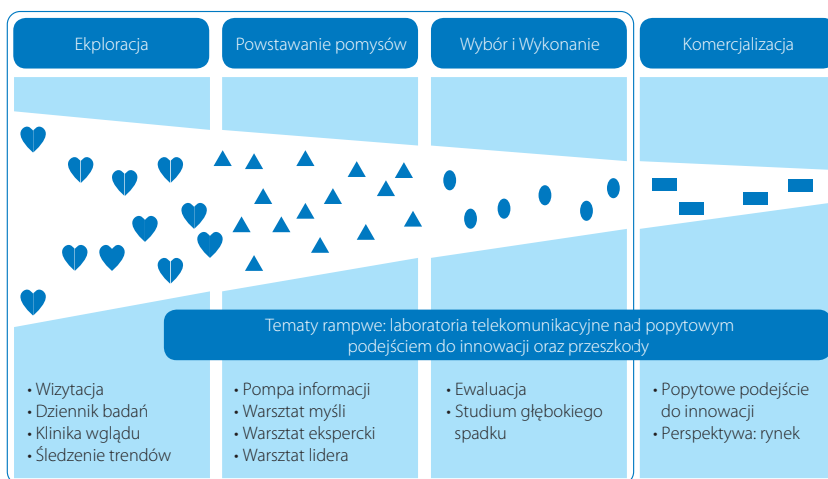 Ekploracja
Powstawanie pomysów
Wybór i Wykonanie
Komercjalizacja
Tematy rampwe: laboratoria telekomunikacyjne nad popytowym
podejściem do innowacji oraz przeszkody
• Wizytacja
• Dziennik badań
• Klinika wglądu
• Śledzenie trendów
• Pompa informacji
• Warsztat myśli
• Warsztat ekspercki
• Warsztat lidera
• Ewaluacja
• Studium głębokiego
spadku
• Popytowe podejście
do innowacji
• Perspektywa: rynek